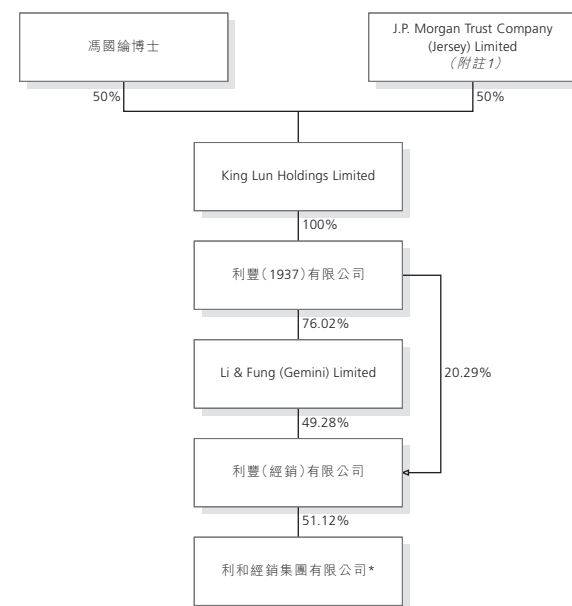 馮國綸博士
J.P. Morgan Trust Company
(Jersey) Limited
（附註1）
50%
50%
King Lun Holdings Limited
100%
利豐（1937）有限公司
76.02%
Li & Fung (Gemini) Limited
20.29%
49.28%
利豐（經銷）有限公司
51.12%
利和經銷集團有限公司*